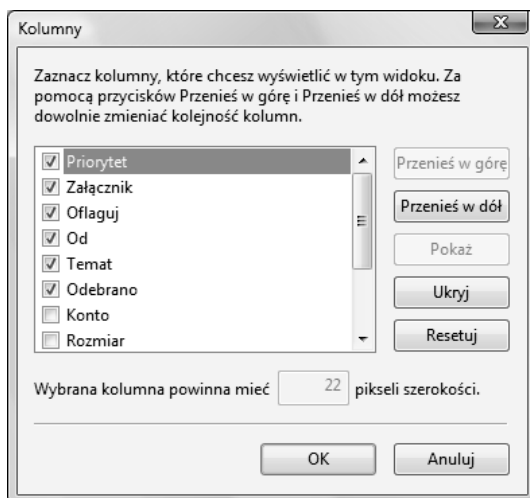 Kolumny
Zaznacz kolumny, które chcesz wyświetlić w tym widoku. Za
pomocą przycisków Przenieś w górę i Przenieś w dół możesz
dowolnie zmieniać kolejność kolumn.
Priorytet
Załącznik
Oflaguj
Od
Temat
Odebrano
Konto
Rozmiar
Przenieś w górę
Przenieś w dół
Pokaż
Ukryj
Resetuj
Wybrana kolumna powinna mieć 22 pikseli szerokości.
OK Anuluj